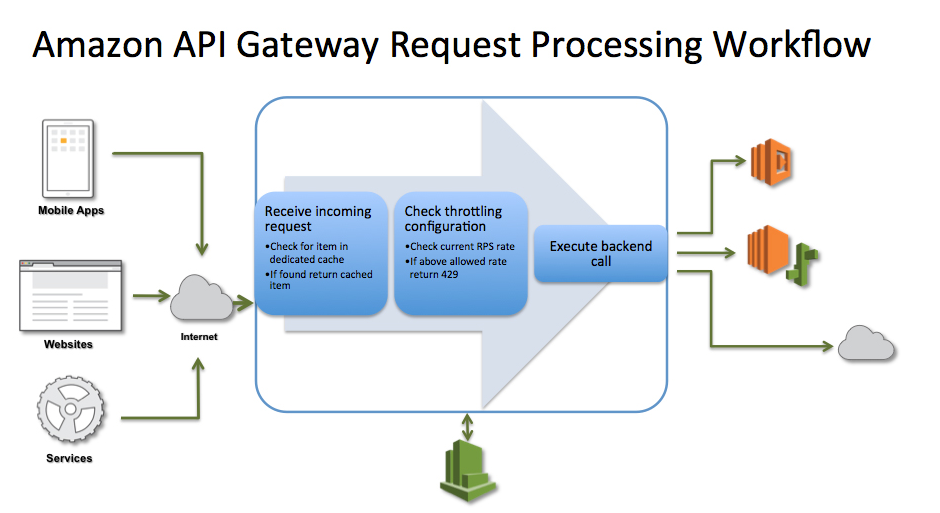 Amazon API Gateway Request Processing Workflow
Mobile Apps
Websites
Services
Internet
Receive incoming
request
•Check for item in
dedicated cache
•If found return cached
item
Check throttling
configuration
•Check current RPS rate
•If above allowed rate
return 429
Execute backend
call